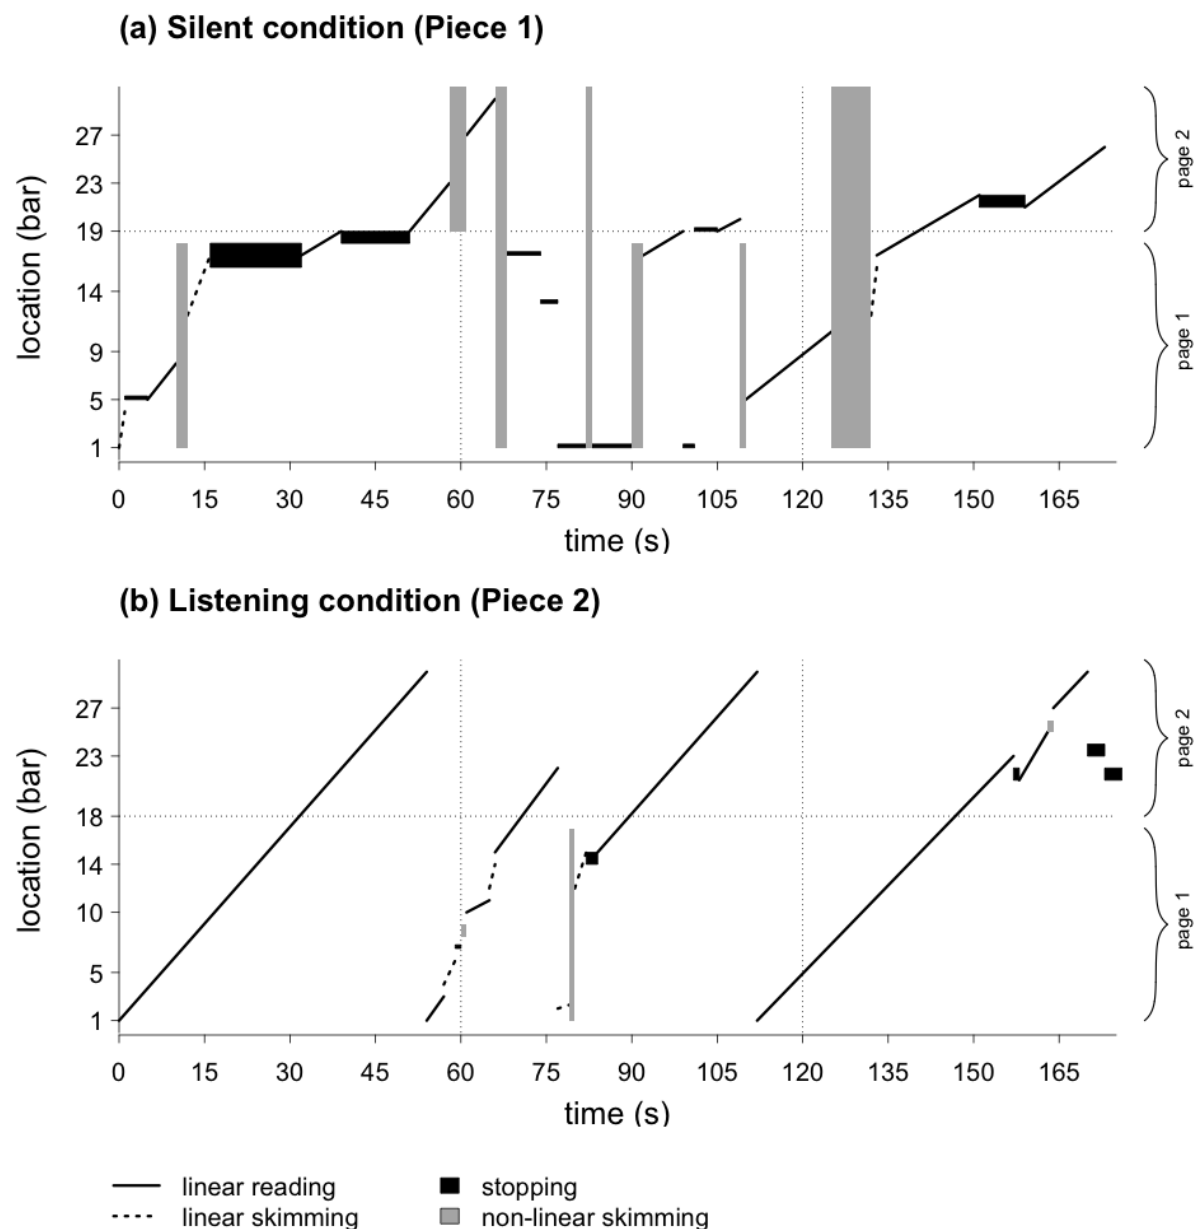 (a) Silent condition (Piece 1)
location (bar)
27
23
19
14
9
5
1
page 2
page 1
0 15 30 45 60 75 90 105 120 135 150 165
time (s)
(b) Listening condition (Piece 2)
location (bar)
27
23
18
14
10
5
1
page 2
page 1
0 15 30 45 60 75 90 105 120 135 150 165
time (s)
linear reading
stopping
linear skimming
non-linear skimming